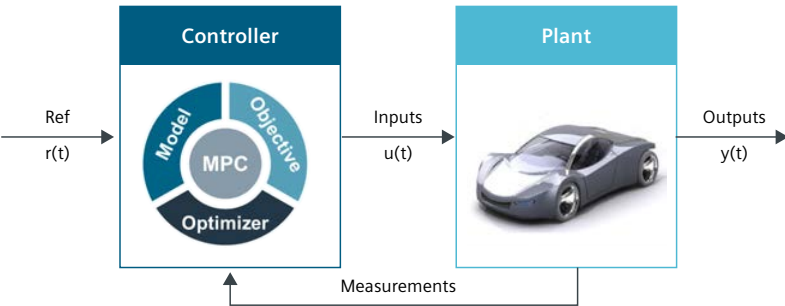 Controller
Plant
Ref
r(t)
Model
Objective
MPC
Optimizer
Inputs
u(t)
Outputs
y(t)
Measurements